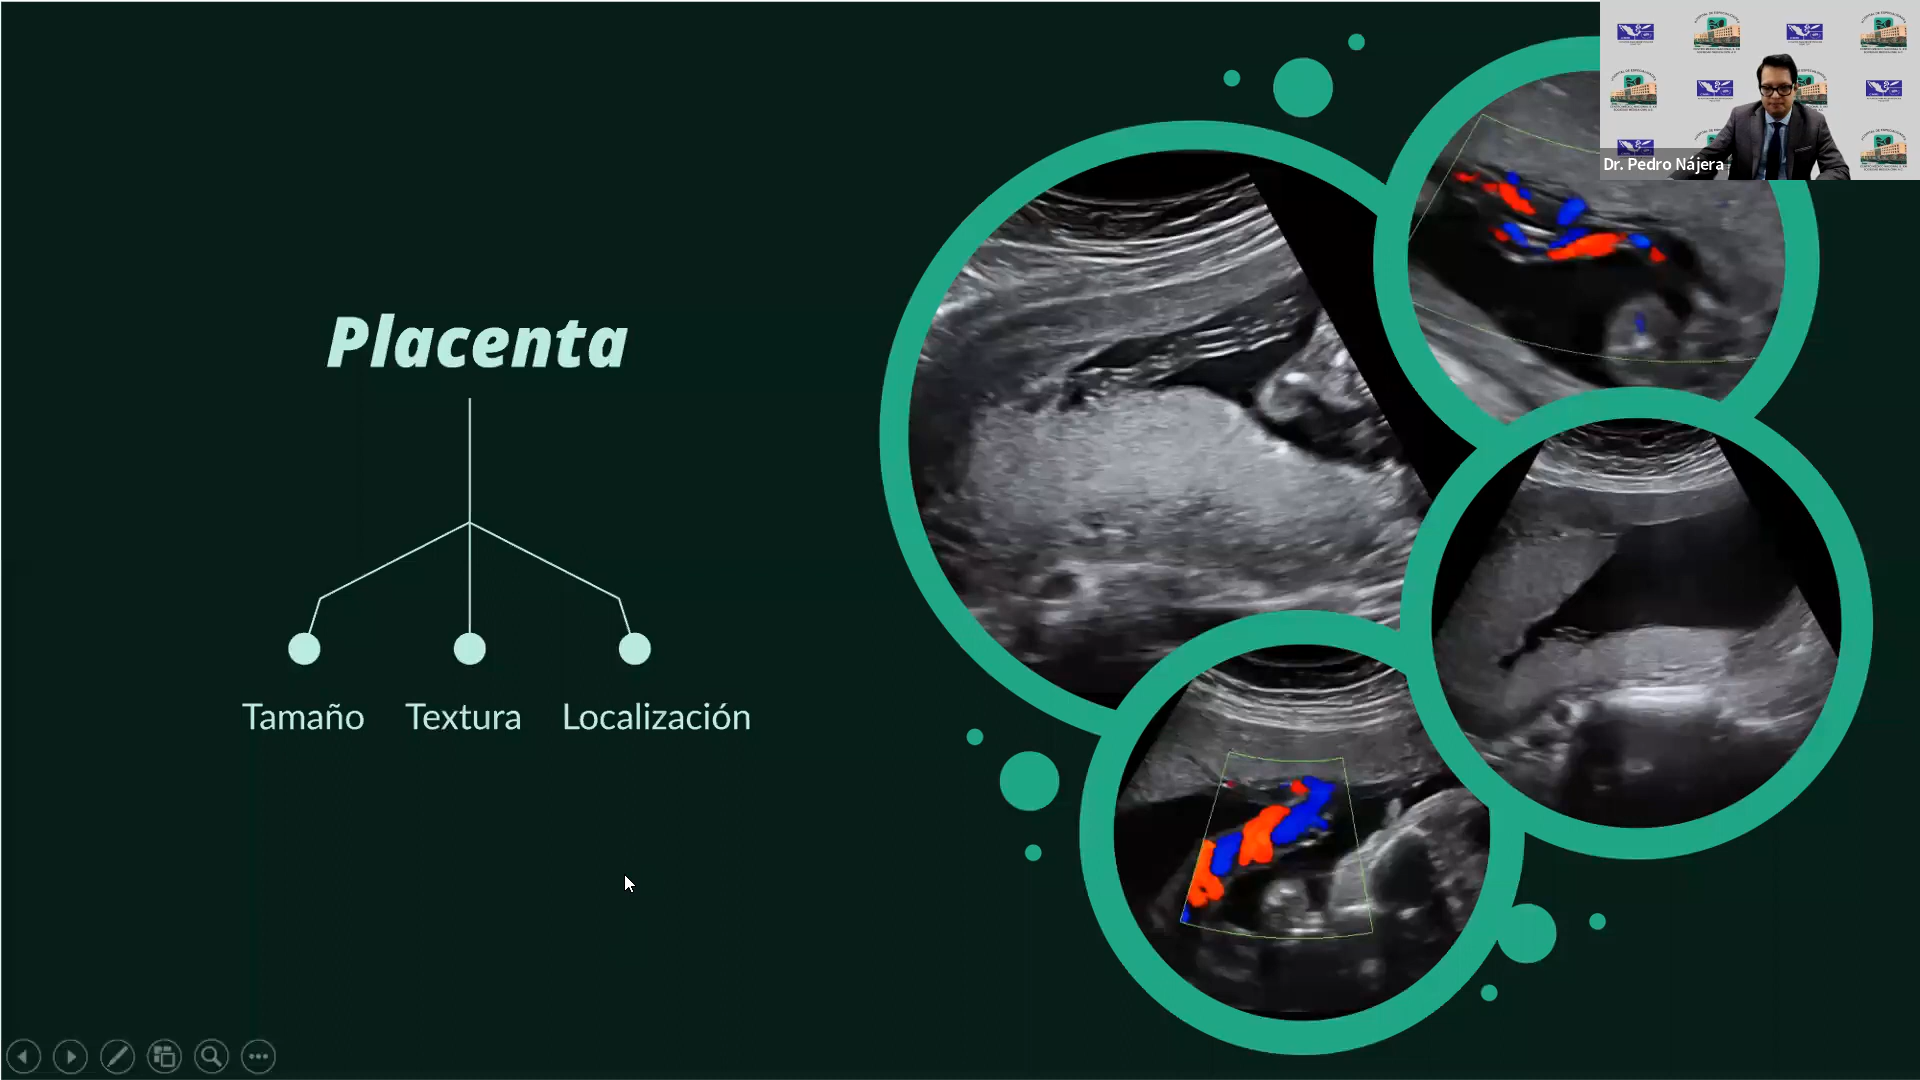 Dr. Pedro Nájera
Placenta
Tamaño
Textura
Localización